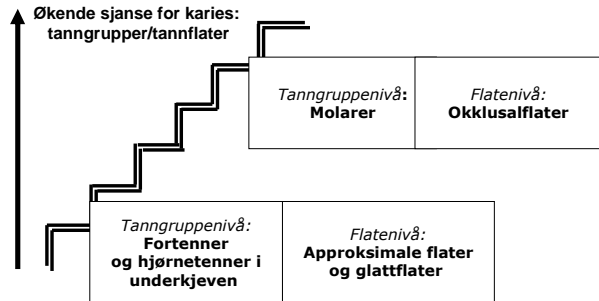 Økende sjanse for karies:
tanngrupper/tannflater
Tanngruppenivå:
Molarer
Flatenivå:
Okklusalflater
Tanngruppenivå:
Fortenner
og hjørnetenner i
underkjeven
Flatenivå:
Approksimale flater
og glattflater